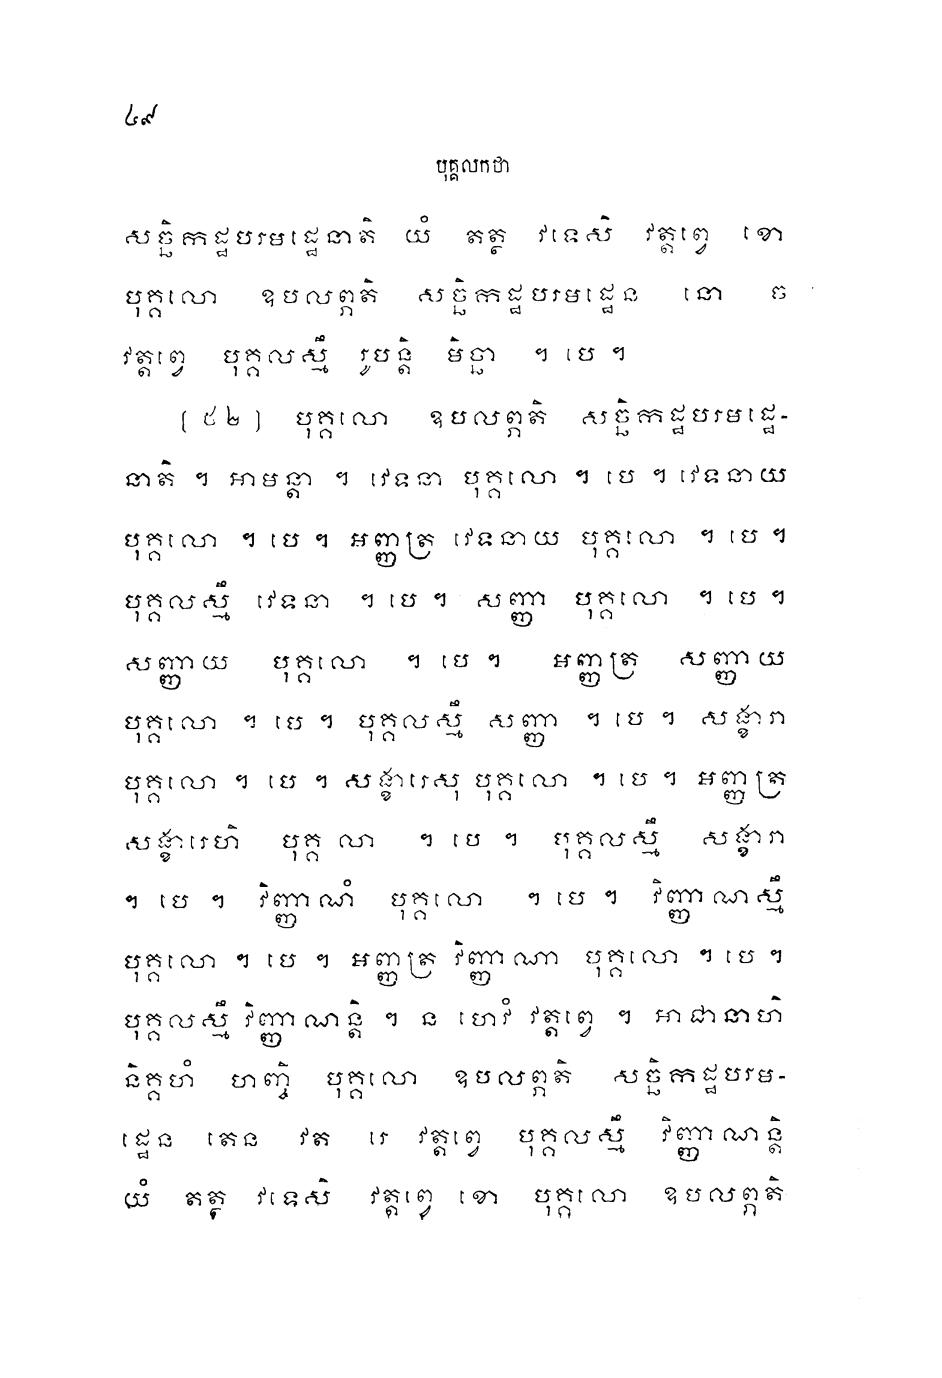 ៤៩
បុគ្គលកថា
សច្ឆិកដ្ឋបរមដ្ឋេនាតិ យំ តត្ថ វទេសិ វត្តព្វេ ខោ
បុគ្គលោ ឧបលព្ភតិ សច្ឆិកដ្ឋបរមដ្ឋេន នោ ច
វត្តព្វេ បុគ្គលស្មឹ រូបន្តិ មិច្ឆា ។ បេ ។
[៥២] បុគ្គលោ ឧបលព្ភតិ សច្ឆិកដ្ឋបរមដ្ឋេ-
នាតិ ។ អាមន្តា ។ វេទនា បុគ្គលោ ។ បេ ។ វេទនាយ
បុគ្គលោ ។ បេ ។ អញ្ញត្រ វេទនាយ បុគ្គលោ ។ បេ ។
បុគ្គលស្មឹ វេទនា ។ បេ ។ សញ្ញា បុគ្គលោ ។ បេ ។
សញ្ញាយ បុគ្គលោ ។ បេ ។ អញ្ញត្រ សញ្ញាយ
បុគ្គលោ ។ បេ ។ បុគ្គលស្មឹ សញ្ញា ។ បេ ។ សង្ខារា
បុគ្គលោ ។ បេ ។ សង្ខារេសុ បុគ្គលោ ។ បេ ។ អញ្ញត្រ
សង្ខារេហិ បុគ្គលា ។ បេ ។ បុគ្គលស្មឹ សង្ខារា
។ បេ ។ វិញ្ញាណំ បុគ្គលោ ។ បេ ។ វិញ្ញាណស្មឹ
បុគ្គលោ ។ បេ ។ អញ្ញត្រ វិញ្ញាណា បុគ្គលោ ។ បេ ។
បុគ្គលស្មឹ វិញ្ញាណន្តិ ។ ន ហេវំ វត្តព្វេ ។ អាជានាហិ
និគ្គហំ ហញ្ចិ បុគ្គលោ ឧបលព្ភតិ សច្ឆិកដ្ឋបរម-
ដ្ឋេន តេន វត រេ វត្តព្វេ បុគ្គលស្មឹ វិញ្ញាណន្តិ
យំ តត្ថ វទេសិ វត្តព្វេ ខោ បុគ្គលោ ឧបលព្ភតិ